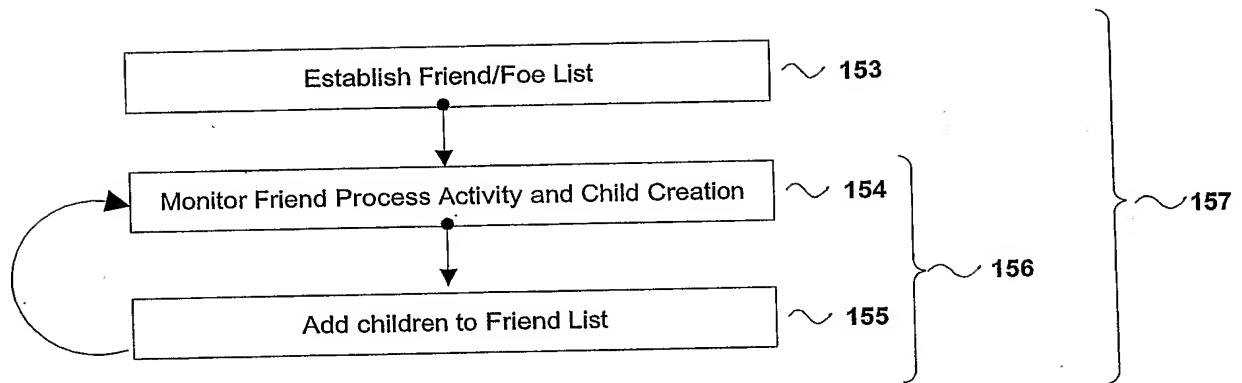 Establish Friend/Foe List
153
Monitor Friend Process Activity and Child Creation
154
157
156
Add children to Friend List
155